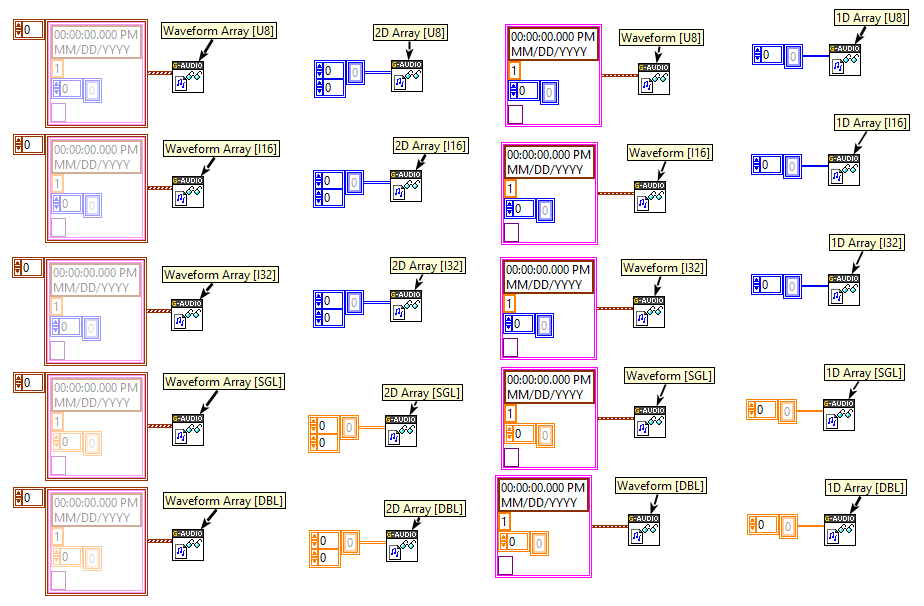 Waveform Array [U8]
0
00:00:00.000 PM
MM/DD/YYYY
1
0
0
G-AUDIO
2D Array [U8]
0
0
0
G-AUDIO
Waveform [U8]
00:00:00.000 PM
MM/DD/YYYY
1
0
0
G-AUDIO
1D Array [U8]
0
0
G-AUDIO
Waveform Array [I16]
0
00:00:00.000 PM
MM/DD/YYYY
1
0
0
G-AUDIO
2D Array [I16]
0
0
0
G-AUDIO
Waveform [I16]
00:00:00.000 PM
MM/DD/YYYY
1
0
0
G-AUDIO
1D Array [I16]
0
0
G-AUDIO
Waveform Array [I32]
0
00:00:00.000 PM
MM/DD/YYYY
1
0
0
G-AUDIO
2D Array [I32]
0
0
0
G-AUDIO
Waveform [I32]
00:00:00.000 PM
MM/DD/YYYY
1
0
0
G-AUDIO
1D Array [I32]
0
0
G-AUDIO
Waveform Array [SGL]
0
00:00:00.000 PM
MM/DD/YYYY
1
0
0
G-AUDIO
2D Array [SGL]
0
0
0
G-AUDIO
Waveform [SGL]
00:00:00.000 PM
MM/DD/YYYY
1
0
0
G-AUDIO
1D Array [SGL]
0
0
G-AUDIO
Waveform Array [DBL]
0
00:00:00.000 PM
MM/DD/YYYY
1
0
0
G-AUDIO
2D Array [DBL]
0
0
0
G-AUDIO
Waveform [DBL]
00:00:00.000 PM
MM/DD/YYYY
1
0
0
G-AUDIO
1D Array [DBL]
0
0
G-AUDIO